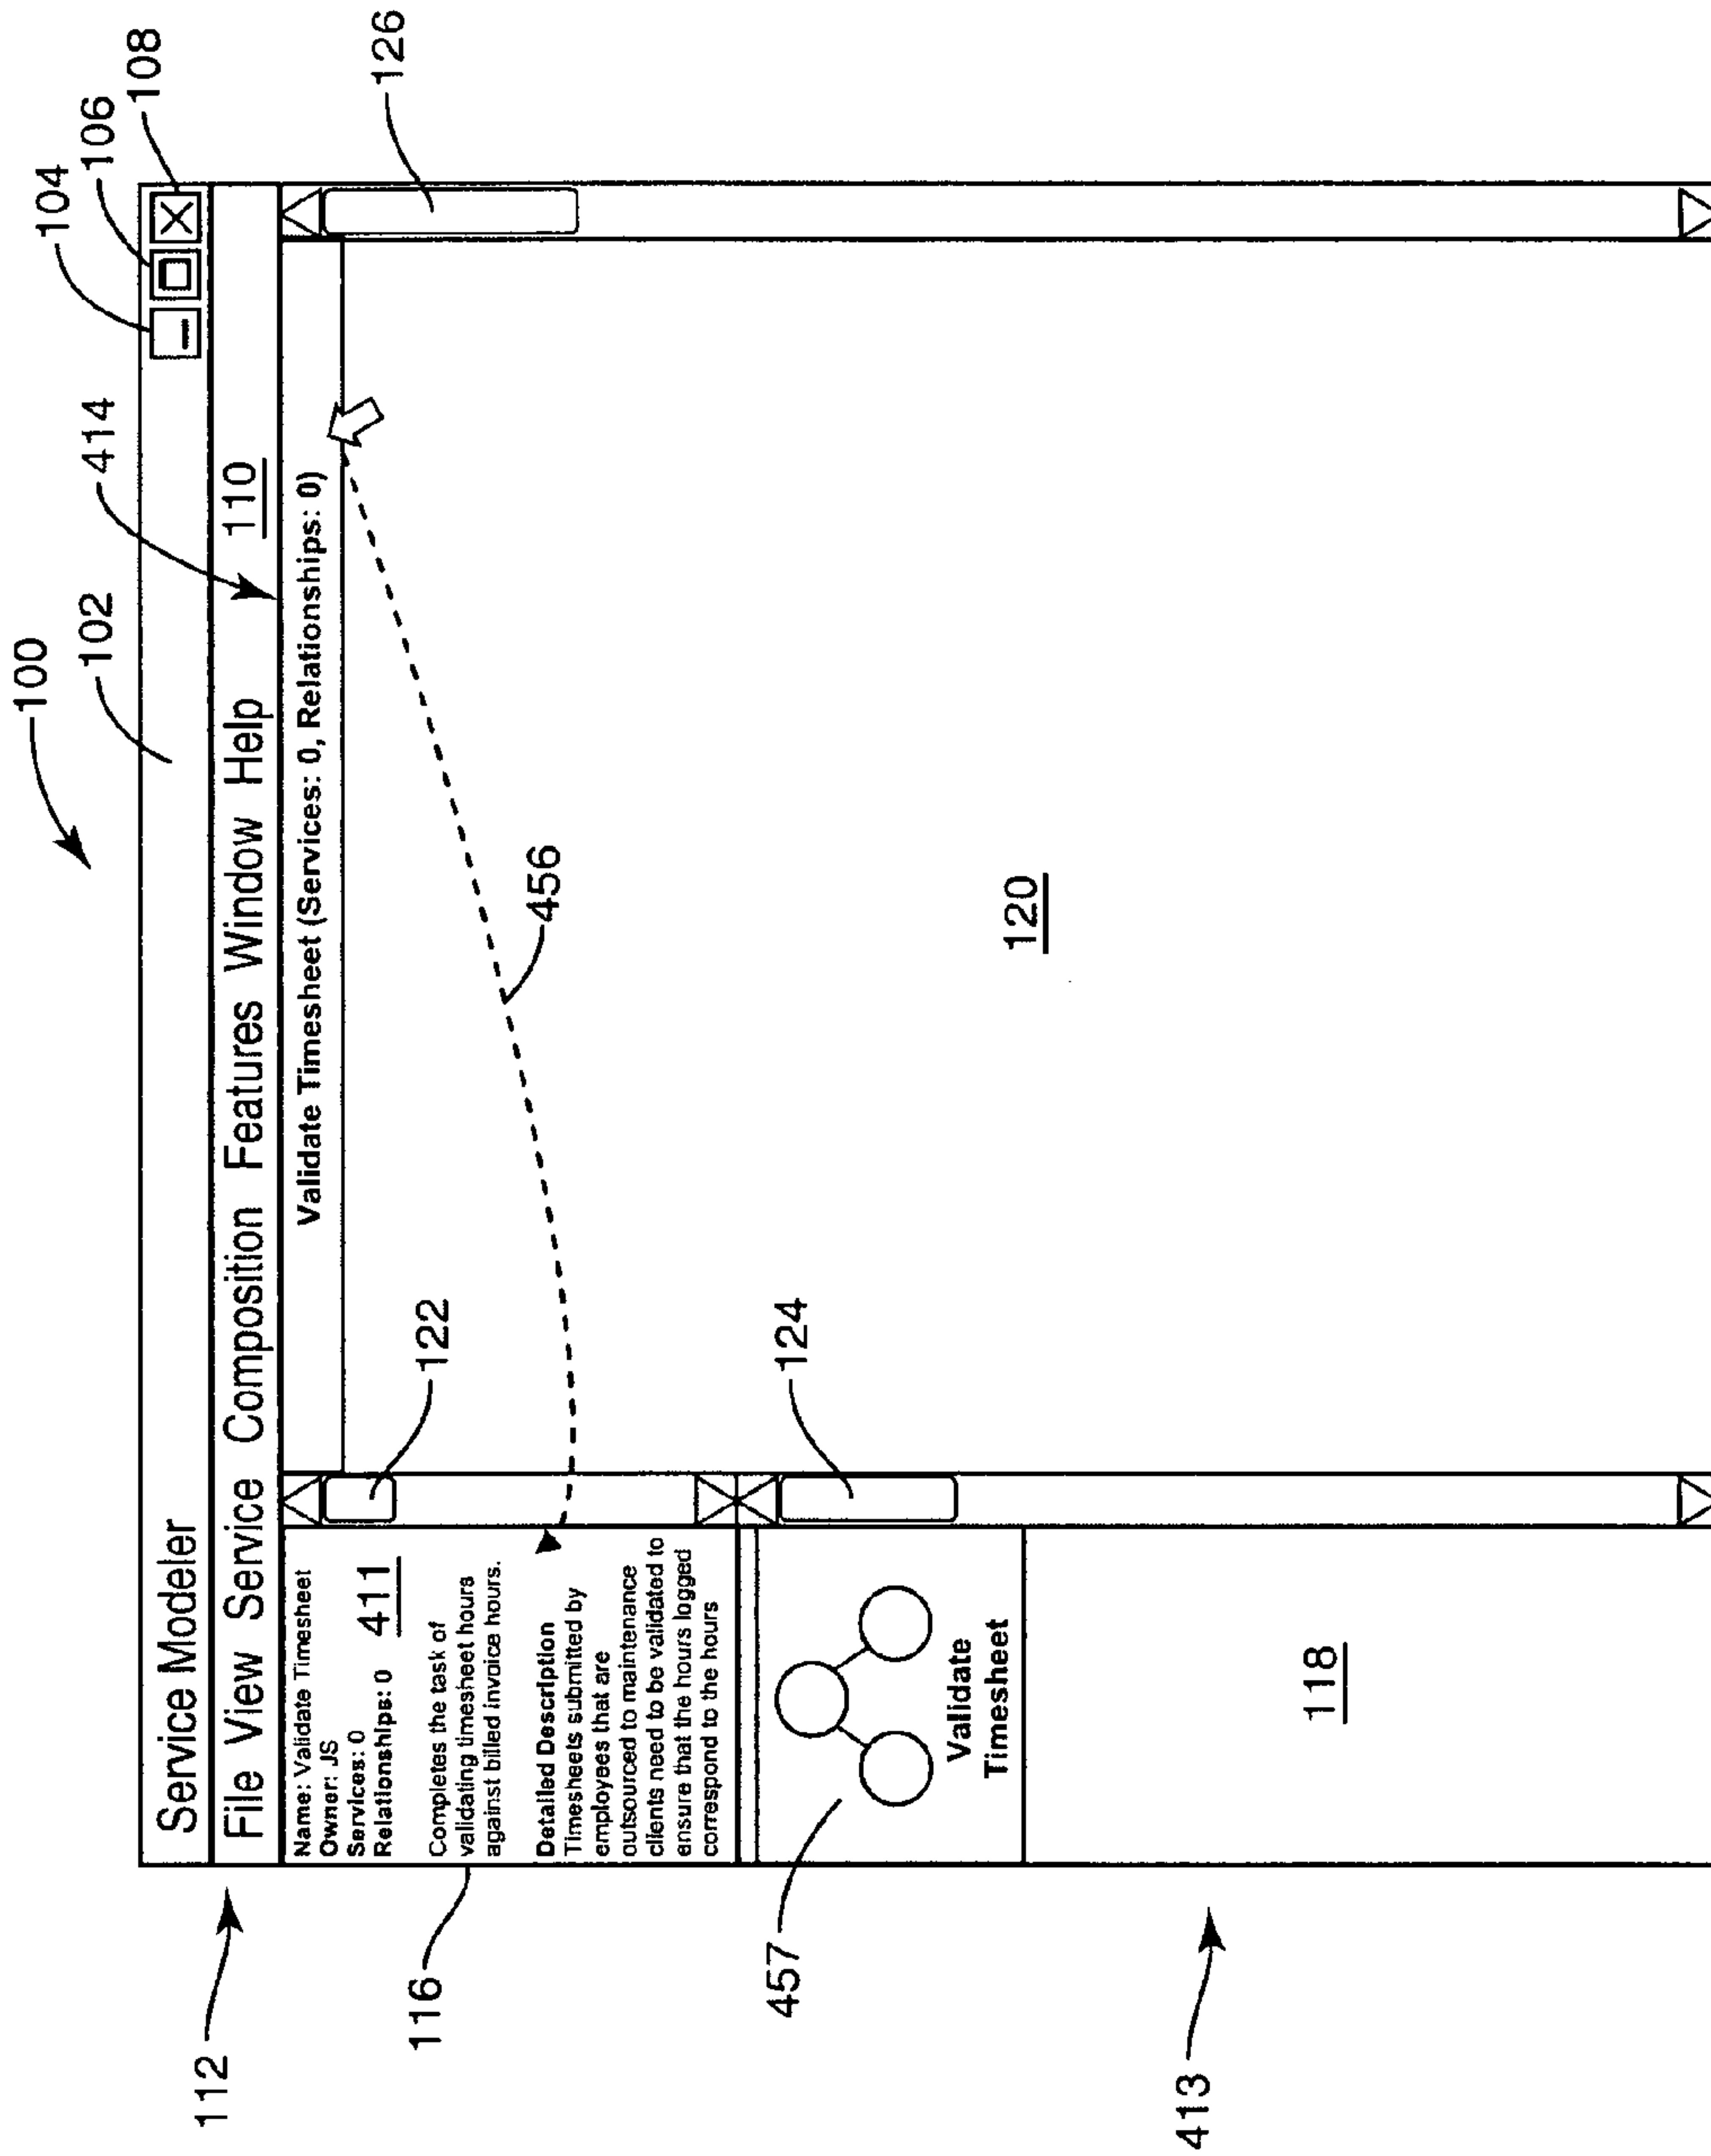 100
102
414
104
106
108
126
112
Service Modeler
File View Service Composition Features Window Help 110
Validate Timesheet (Services: 0, Relationships: 0)
Name: Validate Timesheet
Owner: JS
Services: 0
Relationships: 0 411
Completes the task of
validating timesheet hours
against billed invoice hours.
Detailed Description
Timesheets submitted by
employees that are
outsourced to maintenance
clients need to be validated to
ensure that the hours logged
correspond to the hours
116
122
456
124
457
Validate
Timesheet
120
118
413